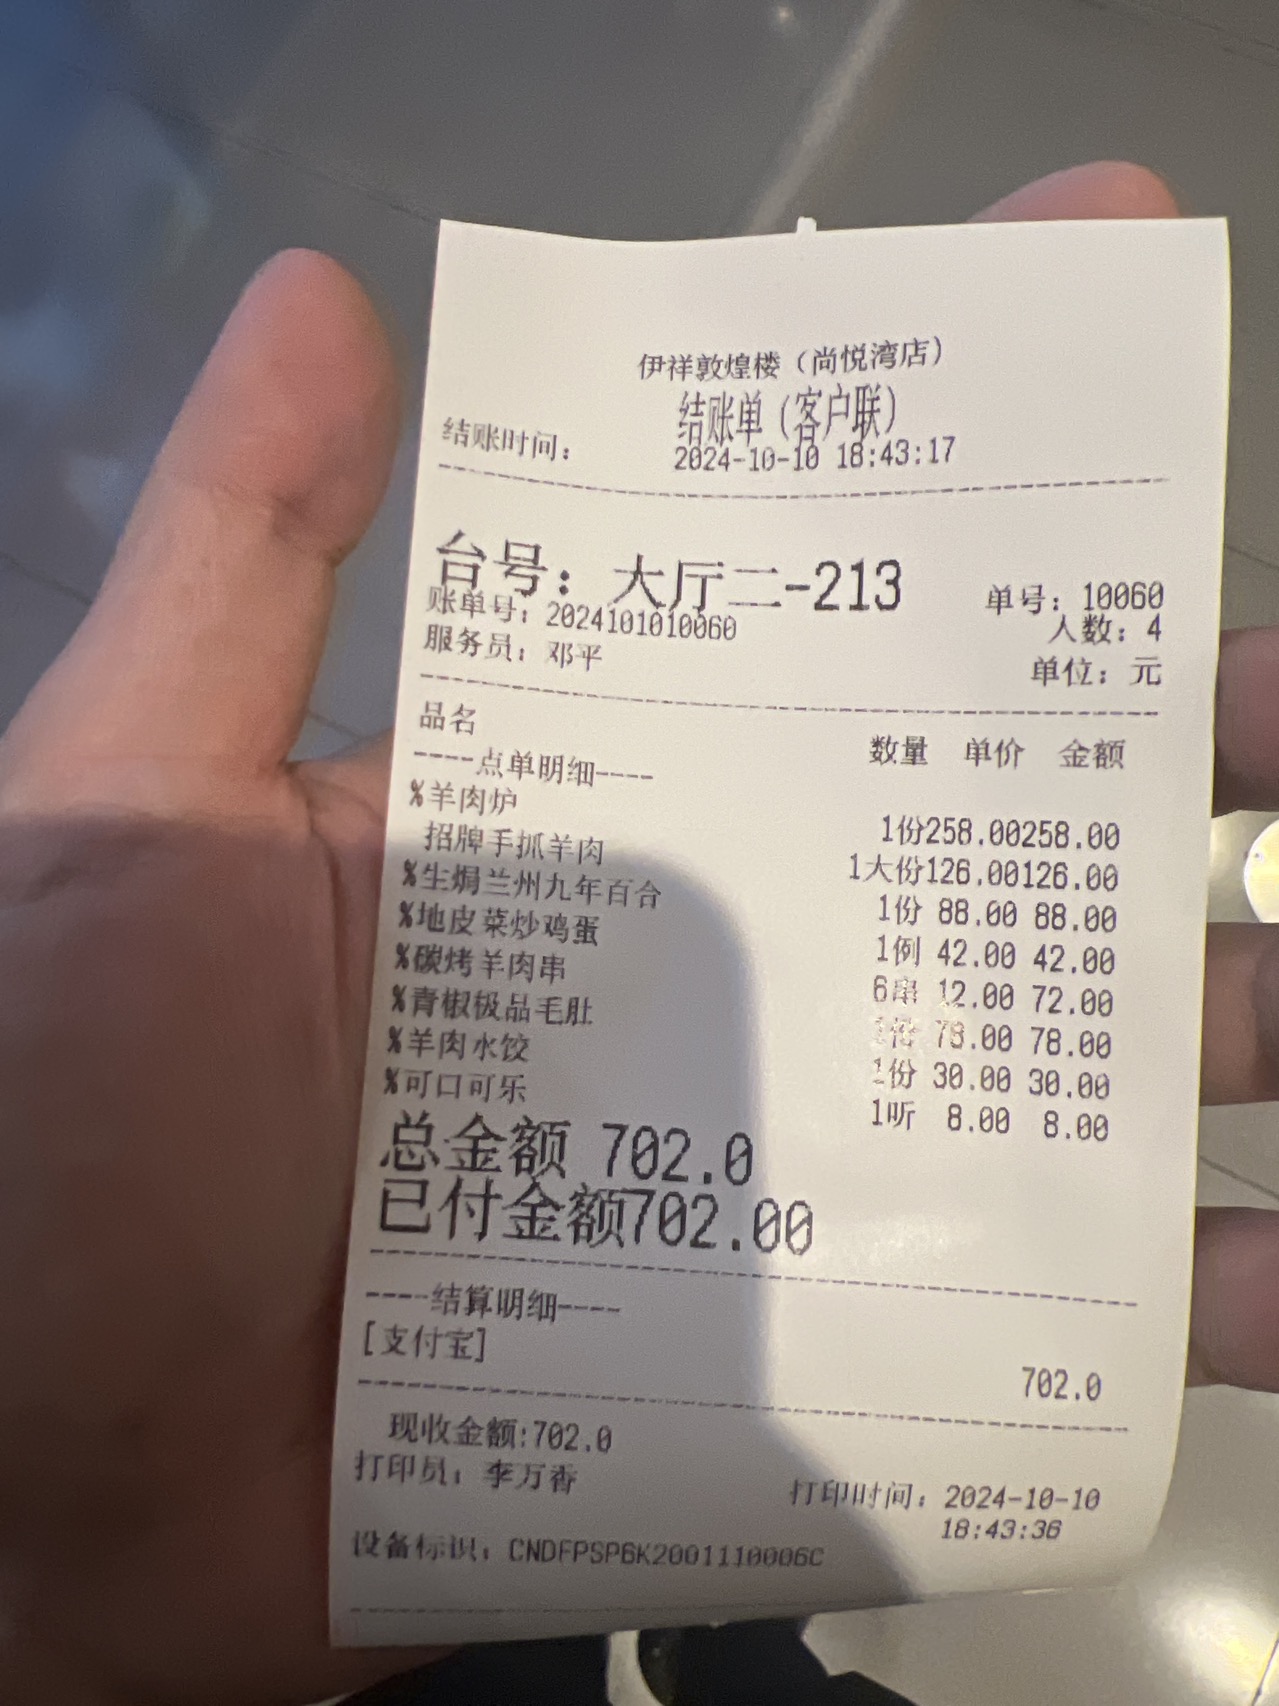 伊祥敦煌楼（尚悦湾店）
结账单（客户联）
结账时间： 2024-10-10 18:43:17
台号：大厅二-213 单号：10060
账单号：2024101010060 人数：4
服务员：邓平 单位：元
品名 数量 单价 金额
----点单明细----
%羊肉炉 1份258.00258.00
招牌手抓羊肉 1大份126.00126.00
%生焗兰州九年百合 1份 88.00 88.00
%地皮菜炒鸡蛋 1例 42.00 42.00
%碳烤羊肉串 6串 12.00 72.00
%青椒极品毛肚 1份 78.00 78.00
%羊肉水饺 1份 30.00 30.00
%可口可乐 1听 8.00 8.00
总金额 702.0
已付金额702.00
----结算明细----
[支付宝] 702.0
现收金额:702.0
打印员：李万香 打印时间：2024-10-10
18:43:36
设备标识：CNDFPSP6K2001110006C